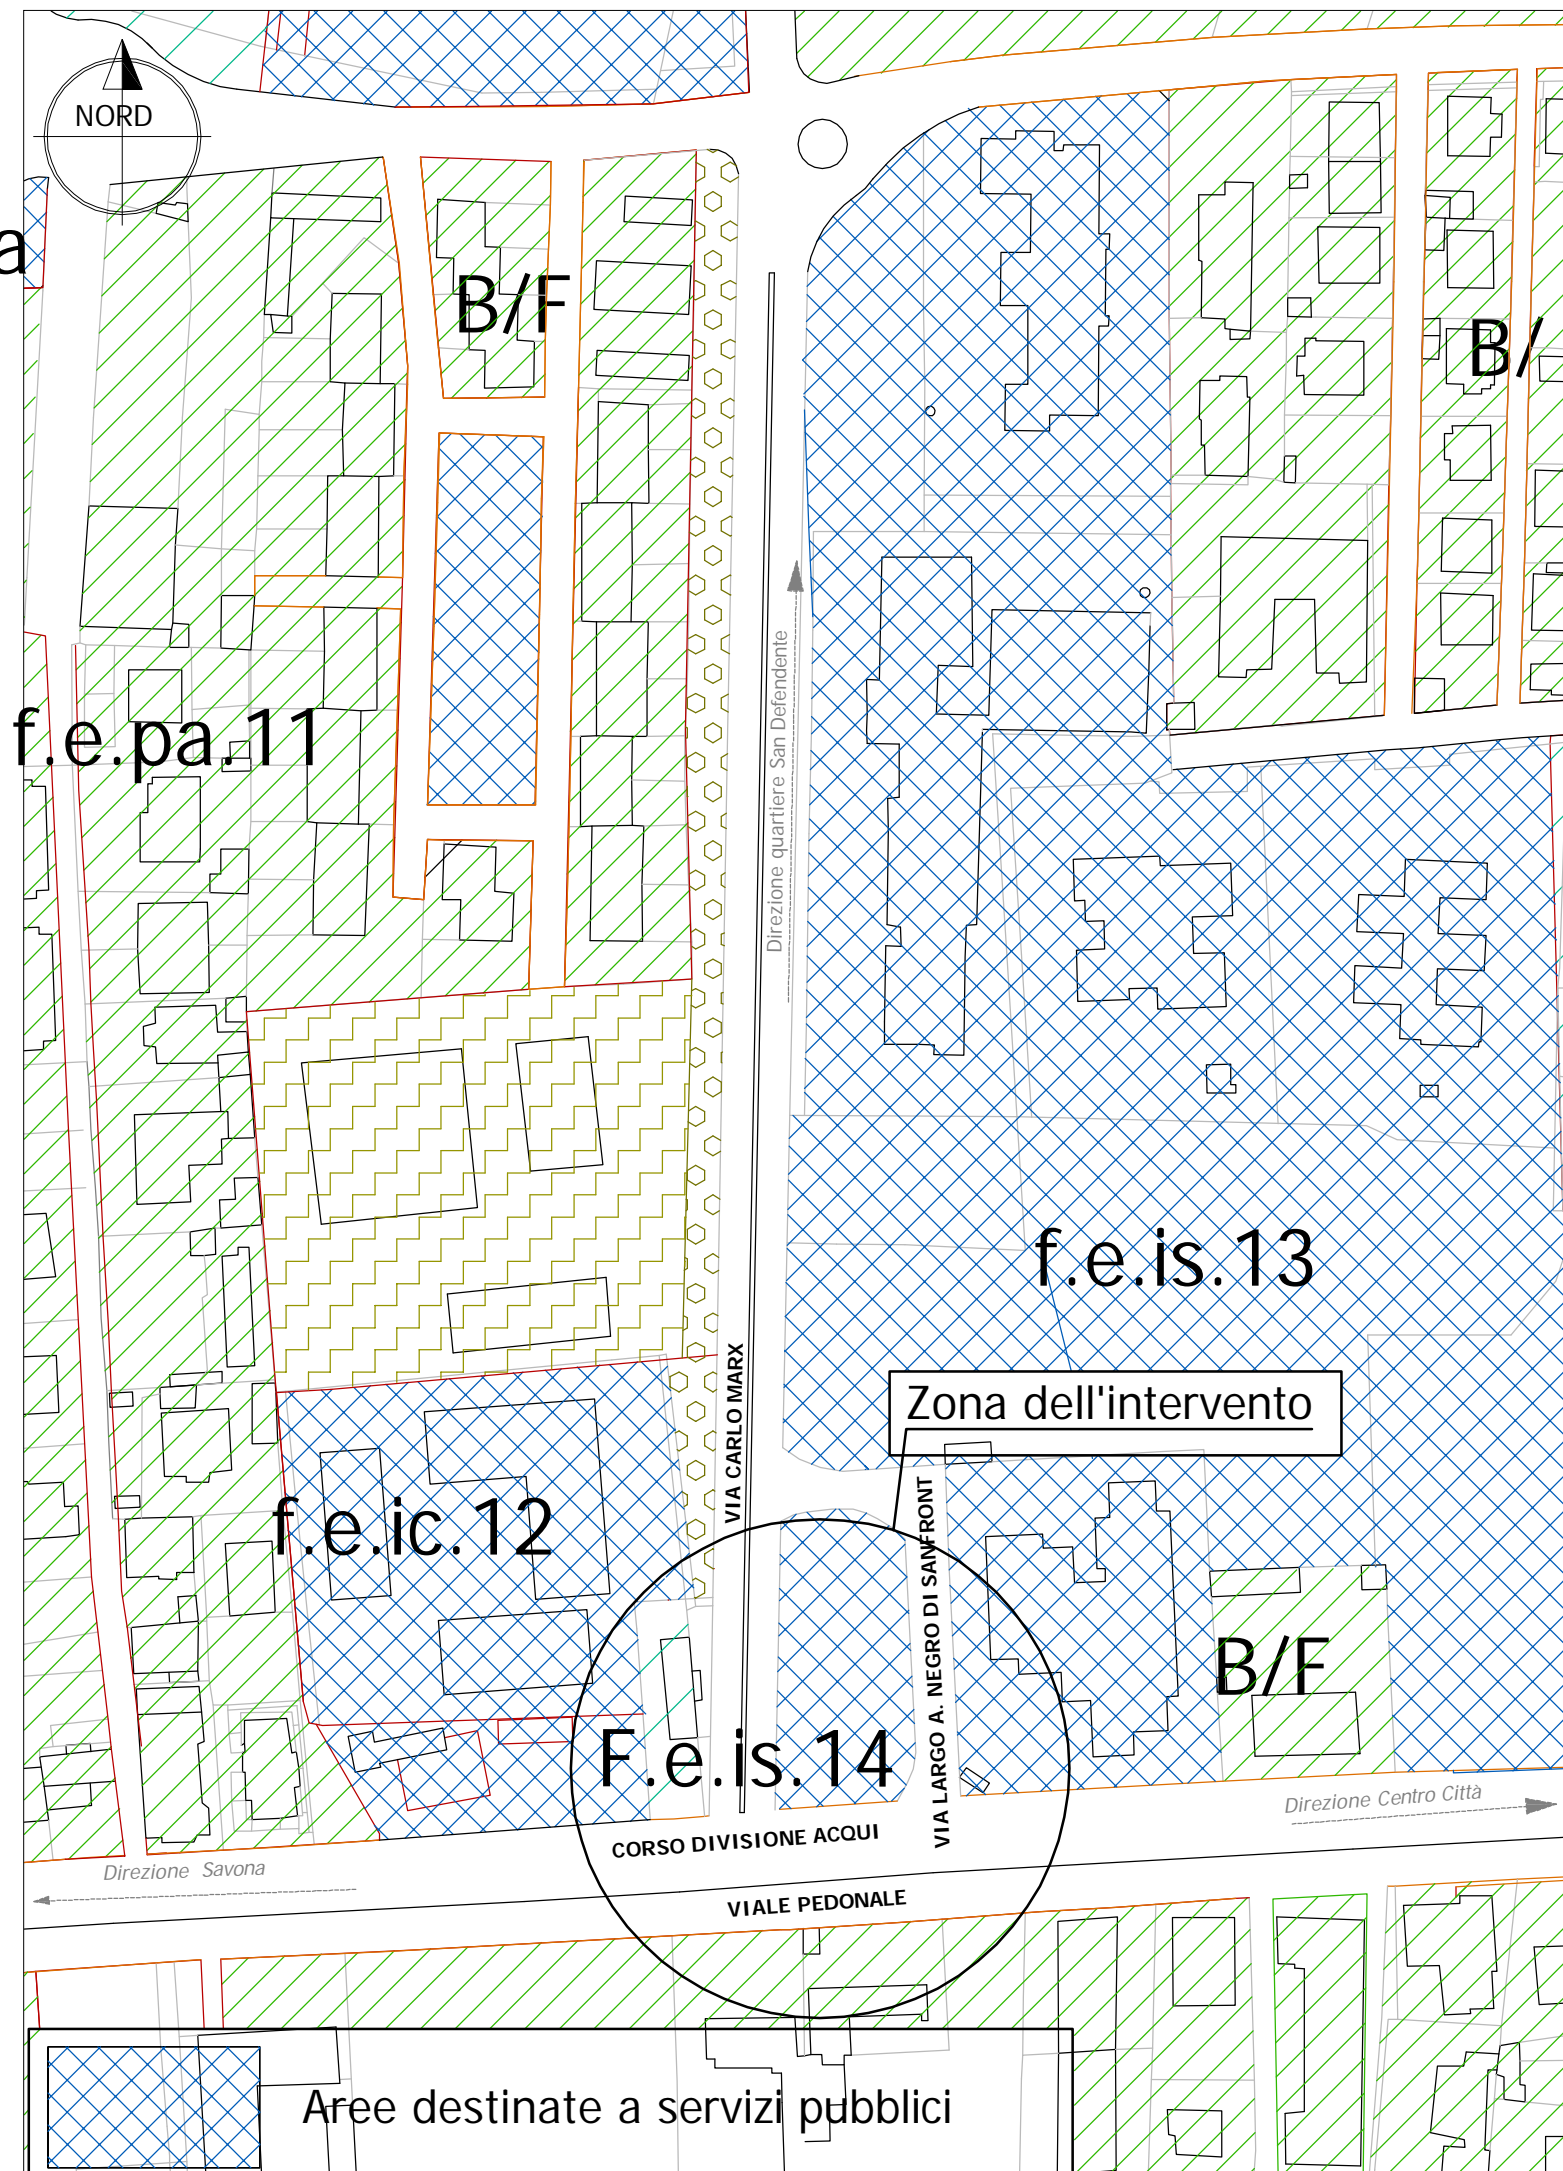 NORD
a
B/F
B/
Direzione quartiere San Defendente
f.e.pa.11
f.e.is.13
VIA CARLO MARX
Zona dell'intervento
f.e.ic.12
VIA LARGO A. NEGRO DI SANFRONT
B/F
F.e.is.14
Direzione Centro Città
CORSO DIVISIONE ACQUI
Direzione Savona
VIALE PEDONALE
Aree destinate a servizi pubblici